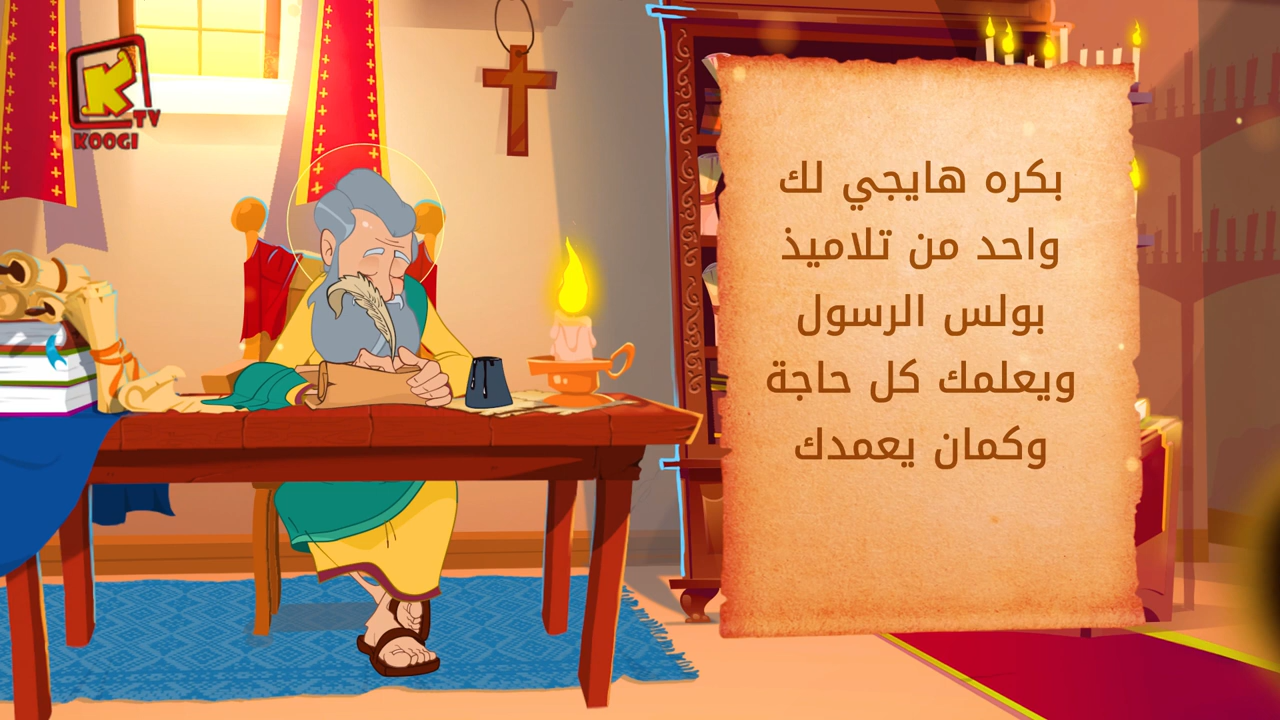 K
TV
KOOGI
بكره هايجي لك
واحد من تلاميذ
بولس الرسول
ويعلمك كل حاجة
وكمان يعمدك